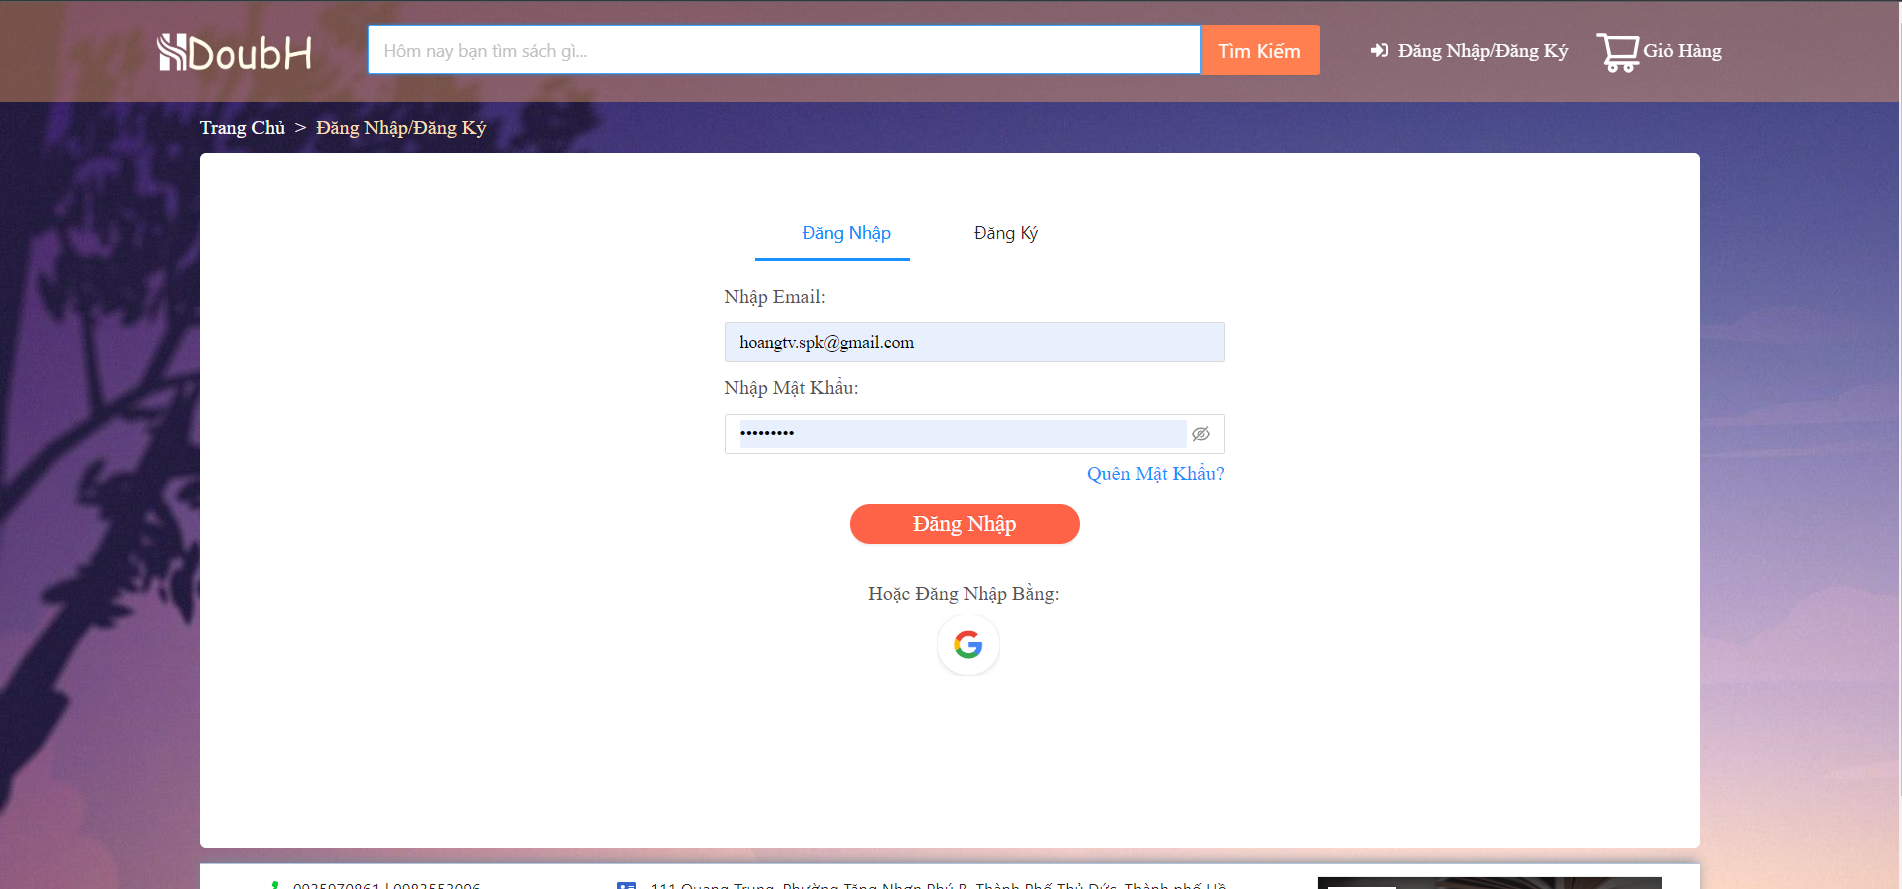 DoubH
Hôm nay bạn tìm sách gì...
Tìm Kiếm
Đăng Nhập/Đăng Ký
Giỏ Hàng
Trang Chủ > Đăng Nhập/Đăng Ký
Đăng Nhập
Đăng Ký
Nhập Email:
hoangtv.spk@gmail.com
Nhập Mật Khẩu:
•••••••••
Quên Mật Khẩu?
Đăng Nhập
Hoặc Đăng Nhập Bằng:
0935970861 | 0983553096
111 Quang Trung, Phường Tăng Nhơn Phú B, Thành Phố Thủ Đức, Thành phố Hồ